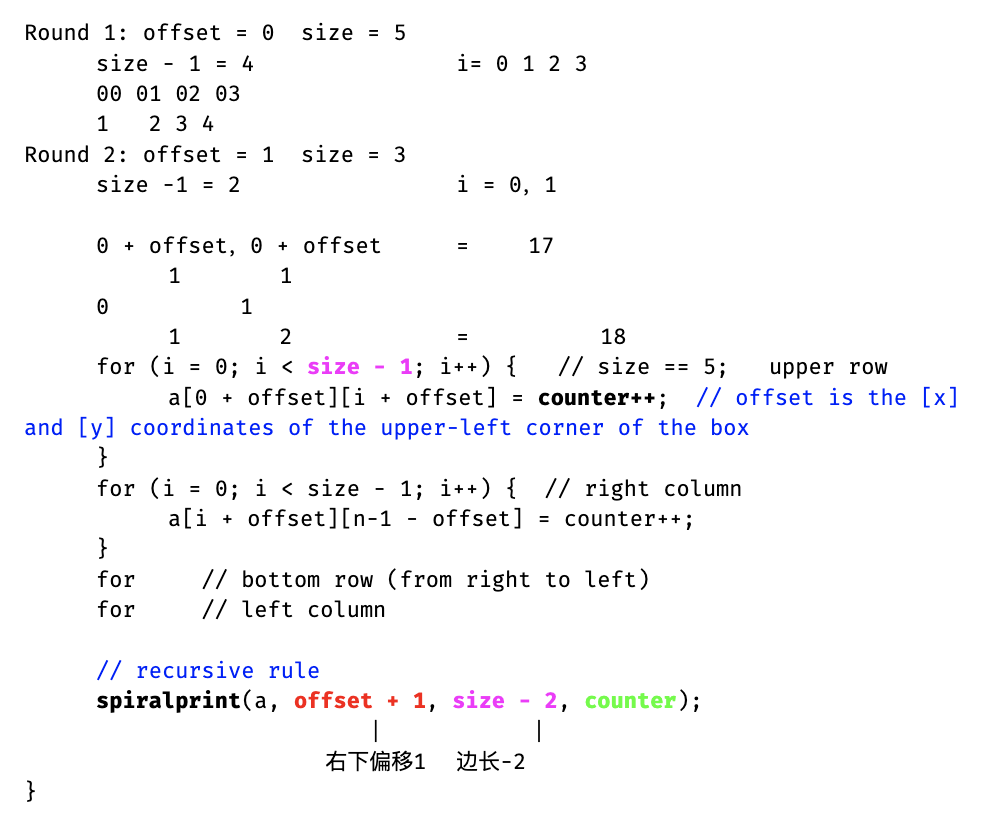 Round 1: offset = 0  size = 5
size - 1 = 4    i= 0 1 2 3
00 01 02 03
1   2 3 4
Round 2: offset = 1  size = 3
size -1 = 2    i = 0, 1
0 + offset, 0 + offset    =    17
1    1
0    1
1    2    =    18
for (i = 0; i < size - 1; i++) {   // size == 5;   upper row
a[0 + offset][i + offset] = counter++;  // offset is the [x]
and [y] coordinates of the upper-left corner of the box
}
for (i = 0; i < size - 1; i++) {  // right column
a[i + offset][n-1 - offset] = counter++;
}
for     // bottom row (from right to left)
for     // left column
// recursive rule
spiralprint(a, offset + 1, size - 2, counter);
|    |
右下偏移1  边长-2
}